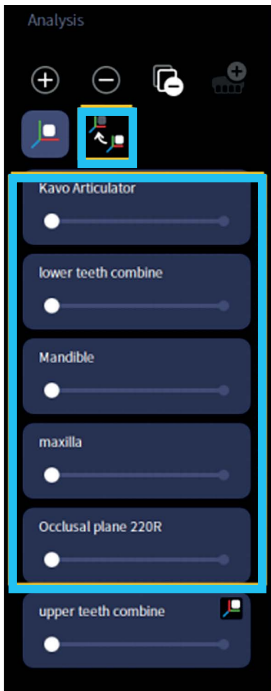 Analysis
Kavo Articulator
lower teeth combine
Mandible
maxilla
Occlusal plane 220R
upper teeth combine